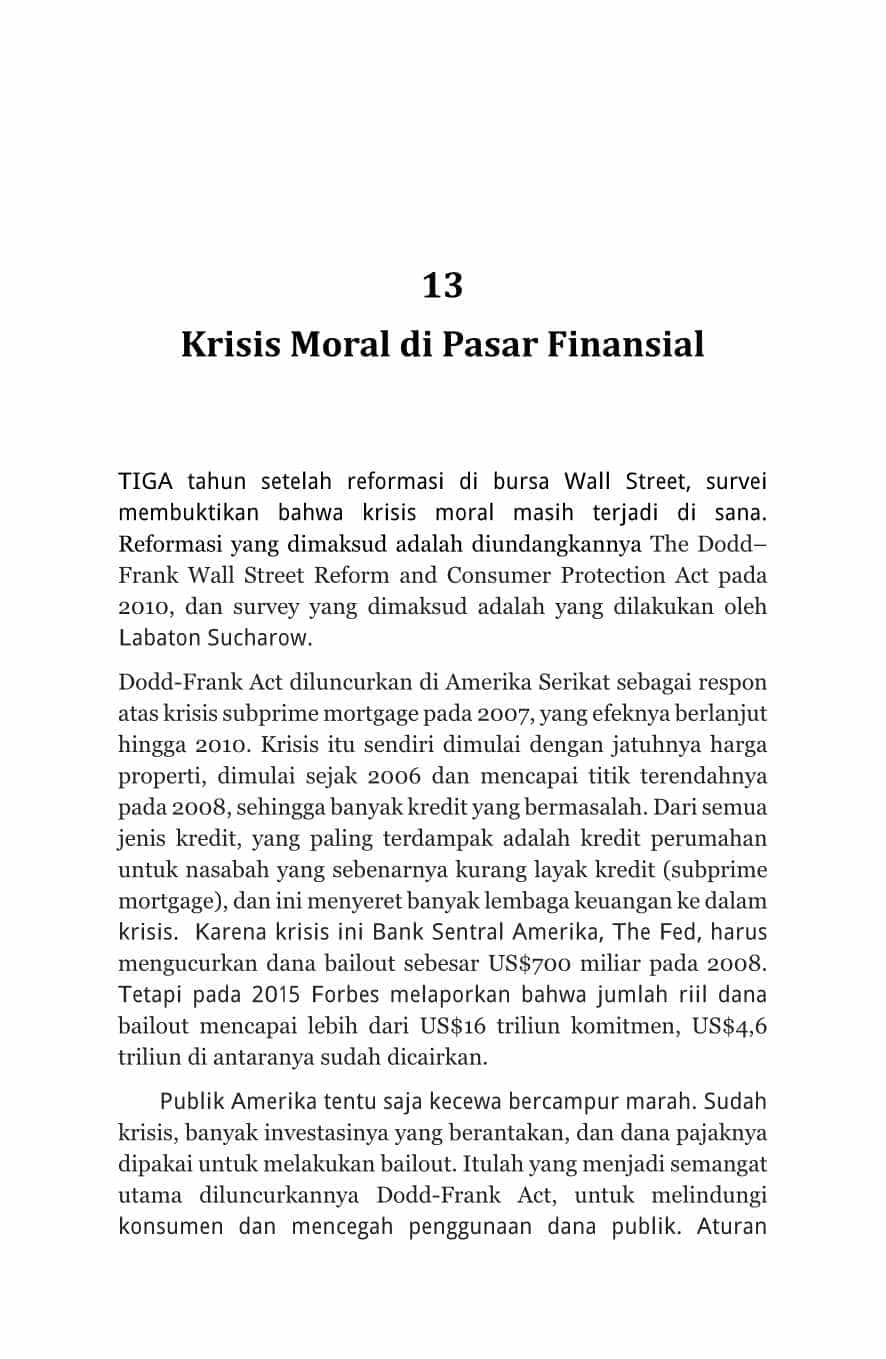 13
Krisis Moral di Pasar Finansial
TIGA tahun setelah reformasi di bursa Wall Street, survei
membuktikan bahwa krisis moral masih terjadi di sana.
Reformasi yang dimaksud adalah diundangkannya The Dodd–
Frank Wall Street Reform and Consumer Protection Act pada
2010, dan survey yang dimaksud adalah yang dilakukan oleh
Labaton Sucharow.
Dodd-Frank Act diluncurkan di Amerika Serikat sebagai respon
atas krisis subprime mortgage pada 2007, yang efeknya berlanjut
hingga 2010. Krisis itu sendiri dimulai dengan jatuhnya harga
properti, dimulai sejak 2006 dan mencapai titik terendahnya
pada 2008, sehingga banyak kredit yang bermasalah. Dari semua
jenis kredit, yang paling terdampak adalah kredit perumahan
untuk nasabah yang sebenarnya kurang layak kredit (subprime
mortgage), dan ini menyeret banyak lembaga keuangan ke dalam
krisis. Karena krisis ini Bank Sentral Amerika, The Fed, harus
mengucurkan dana bailout sebesar US$700 miliar pada 2008.
Tetapi pada 2015 Forbes melaporkan bahwa jumlah riil dana
bailout mencapai lebih dari US$16 triliun komitmen, US$4,6
triliun di antaranya sudah dicairkan.
Publik Amerika tentu saja kecewa bercampur marah. Sudah
krisis, banyak investasinya yang berantakan, dan dana pajaknya
dipakai untuk melakukan bailout. Itulah yang menjadi semangat
utama diluncurkannya Dodd-Frank Act, untuk melindungi
konsumen dan mencegah penggunaan dana publik. Aturan